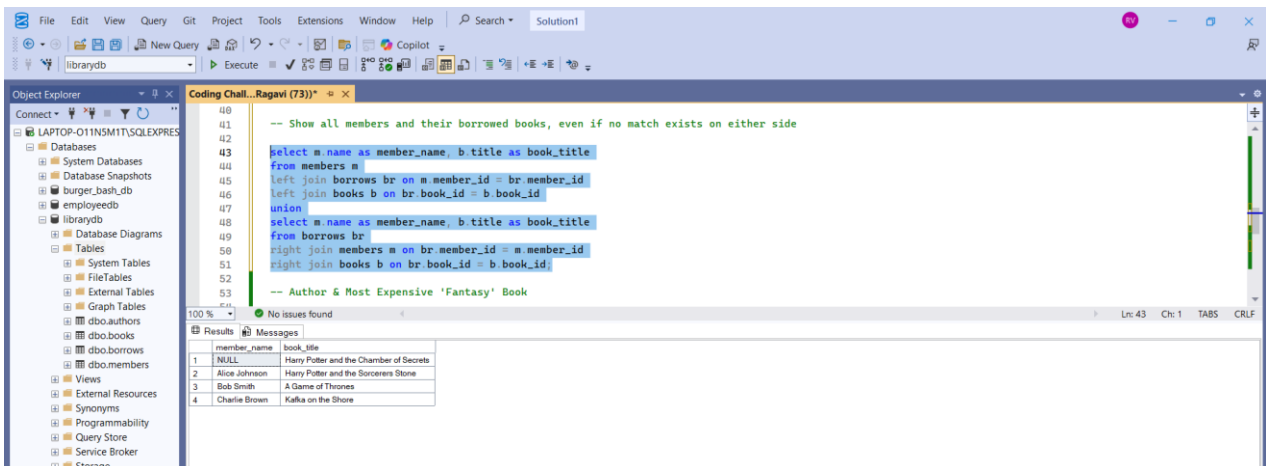 File Edit View Query Git Project Tools Extensions Window Help Search Solution1 RV
New Query Copilot
librarydb Execute
Object Explorer
Connect
LAPTOP-O11N5M1T\SQLEXPRES
Databases
System Databases
Database Snapshots
burger_bash_db
employeedb
librarydb
Database Diagrams
Tables
System Tables
FileTables
External Tables
Graph Tables
dbo.authors
dbo.books
dbo.borrows
dbo.members
Views
External Resources
Synonyms
Programmability
Query Store
Service Broker
Storage
Coding Chall...Ragavi (73))*
40
41 -- Show all members and their borrowed books, even if no match exists on either side
42
43 select m.name as member_name, b.title as book_title
44 from members m
45 left join borrows br on m.member_id = br.member_id
46 left join books b on br.book_id = b.book_id
47 union
48 select m.name as member_name, b.title as book_title
49 from borrows br
50 right join members m on br.member_id = m.member_id
51 right join books b on br.book_id = b.book_id;
52
53 -- Author & Most Expensive 'Fantasy' Book
100 % No issues found Ln: 43 Ch: 1 TABS CRLF
Results Messages
member_name book_title
1 NULL Harry Potter and the Chamber of Secrets
2 Alice Johnson Harry Potter and the Sorcerers Stone
3 Bob Smith A Game of Thrones
4 Charlie Brown Kafka on the Shore